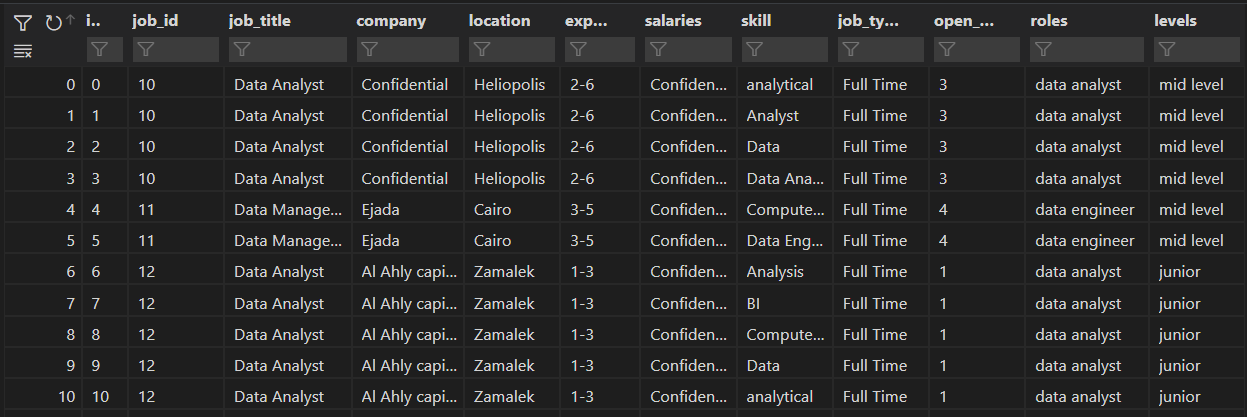 i.. job_id job_title company location exp... salaries skill job_ty... open_... roles levels
0 0 10 Data Analyst Confidential Heliopolis 2-6 Confiden... analytical Full Time 3 data analyst mid level
1 1 10 Data Analyst Confidential Heliopolis 2-6 Confiden... Analyst Full Time 3 data analyst mid level
2 2 10 Data Analyst Confidential Heliopolis 2-6 Confiden... Data Full Time 3 data analyst mid level
3 3 10 Data Analyst Confidential Heliopolis 2-6 Confiden... Data Ana... Full Time 3 data analyst mid level
4 4 11 Data Manage... Ejada Cairo 3-5 Confiden... Compute... Full Time 4 data engineer mid level
5 5 11 Data Manage... Ejada Cairo 3-5 Confiden... Data Eng... Full Time 4 data engineer mid level
6 6 12 Data Analyst Al Ahly capi... Zamalek 1-3 Confiden... Analysis Full Time 1 data analyst junior
7 7 12 Data Analyst Al Ahly capi... Zamalek 1-3 Confiden... BI Full Time 1 data analyst junior
8 8 12 Data Analyst Al Ahly capi... Zamalek 1-3 Confiden... Compute... Full Time 1 data analyst junior
9 9 12 Data Analyst Al Ahly capi... Zamalek 1-3 Confiden... Data Full Time 1 data analyst junior
10 10 12 Data Analyst Al Ahly capi... Zamalek 1-3 Confiden... analytical Full Time 1 data analyst junior